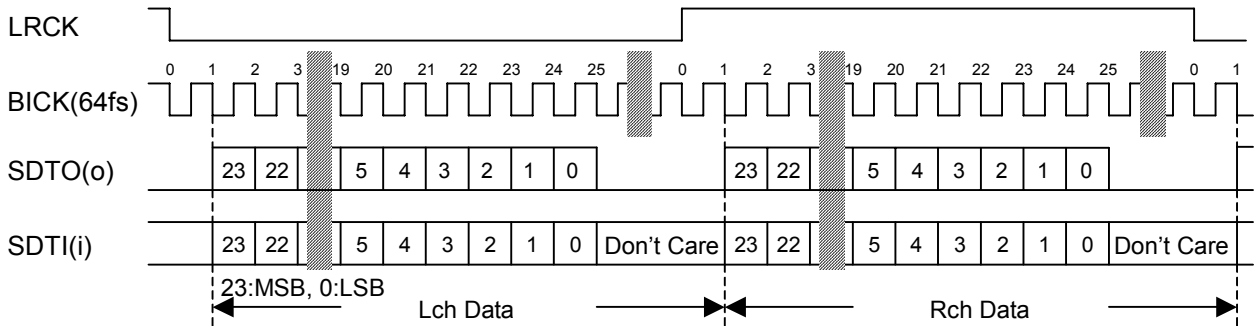 LRCK
0 1 2 3 19 20 21 22 23 24 25 0 1 2 3 19 20 21 22 23 24 25 0 1
BICK(64fs)
SDTO(o) 23 22 5 4 3 2 1 0 23 22 5 4 3 2 1 0
SDTI(i) 23 22 5 4 3 2 1 0 Don't Care 23 22 5 4 3 2 1 0 Don't Care
23:MSB, 0:LSB
Lch Data Rch Data